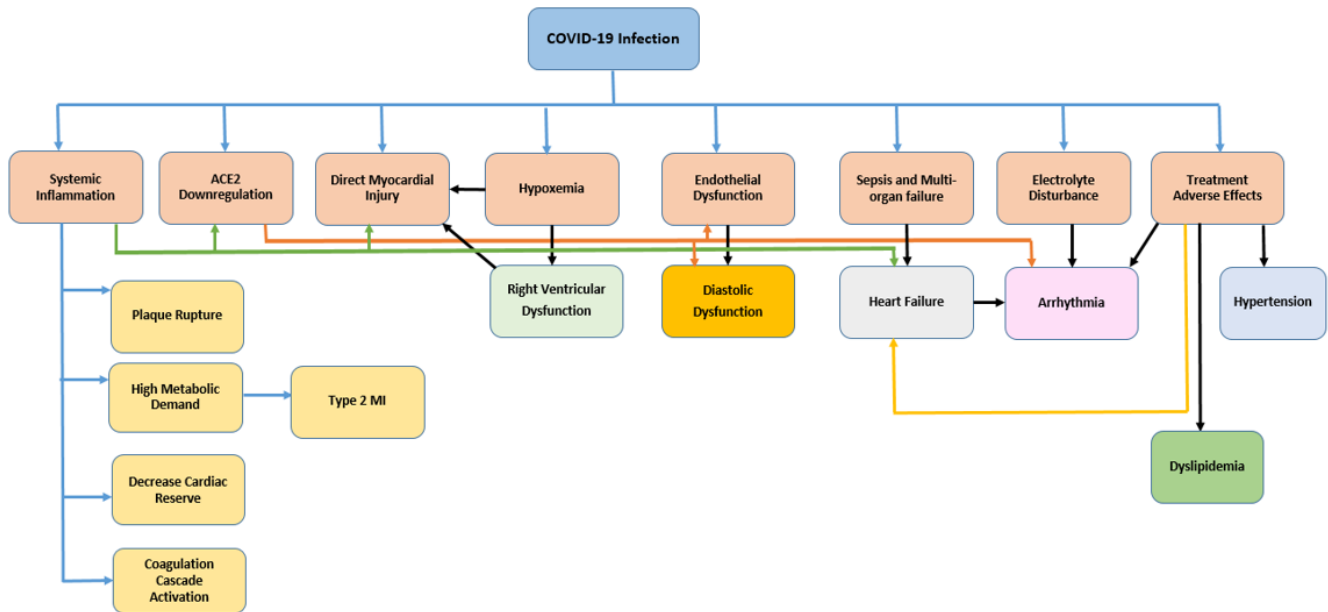 COVID-19 Infection
Systemic
Inflammation
ACE2
Downregulation
Direct Myocardial
Injury
Hypoxemia
Endothelial
Dysfunction
Sepsis and Multi-
organ failure
Electrolyte
Disturbance
Treatment
Adverse Effects
Right Ventricular
Dysfunction
Diastolic
Dysfunction
Heart Failure
Arrhythmia
Hypertension
Plaque Rupture
High Metabolic
Demand
Type 2 MI
Dyslipidemia
Decrease Cardiac
Reserve
Coagulation
Cascade
Activation